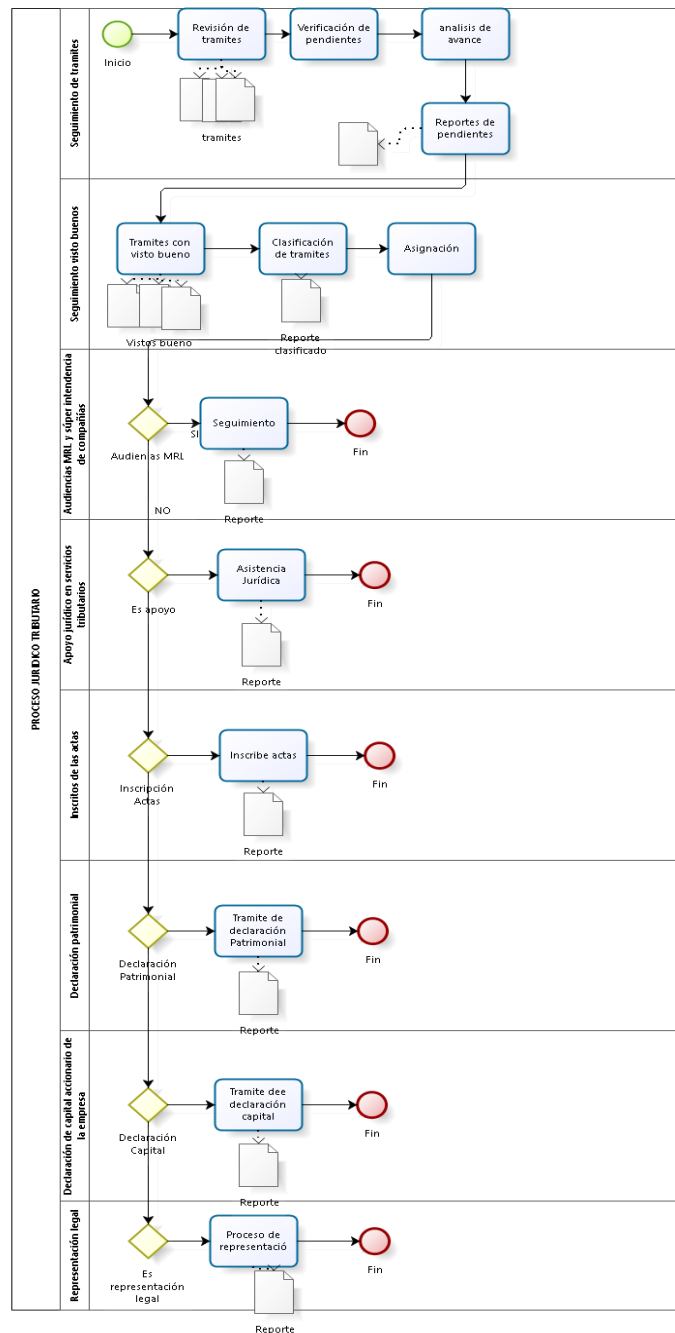 PROCESO JURIDICO TRIBUTARIO
Seguimiento de tramites
Inicio
Revisión de
tramites
Verificación de
pendientes
analisis de
avance
tramites
Reportes de
pendientes
Seguimiento visto buenos
Tramites con
visto bueno
Clasificación
de tramites
Asignación
Vistos bueno
Reporte
clasificado
Audiencias MRL y súper intendencia
de compañías
Audien ias MRL
SI
Seguimiento
Fin
Reporte
NO
Apoyo jurídico en servicios
tributarios
Es apoyo
Asistencia
Jurídica
Fin
Reporte
Inscritos de las actas
Inscripción
Actas
Inscribe actas
Fin
Reporte
Declaración patrimonial
Declaración
Patrimonial
Tramite de
declaración
Patrimonial
Fin
Reporte
Declaración de capital accionario de
la empresa
Declaración
Capital
Tramite dee
declaración
capital
Fin
Reporte
Representación legal
Es
representación
legal
Proceso de
representació
Fin
Reporte